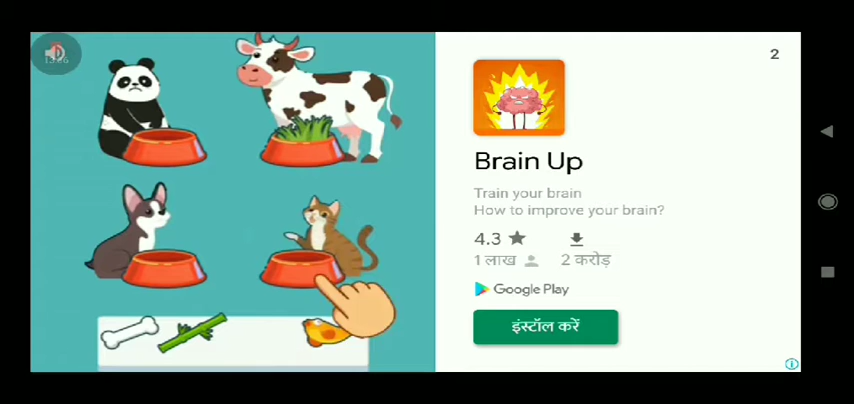 2
Brain Up
Train your brain
How to improve your brain?
4.3
1 लाख 2 करोड़
Google Play
इंस्टॉल करें